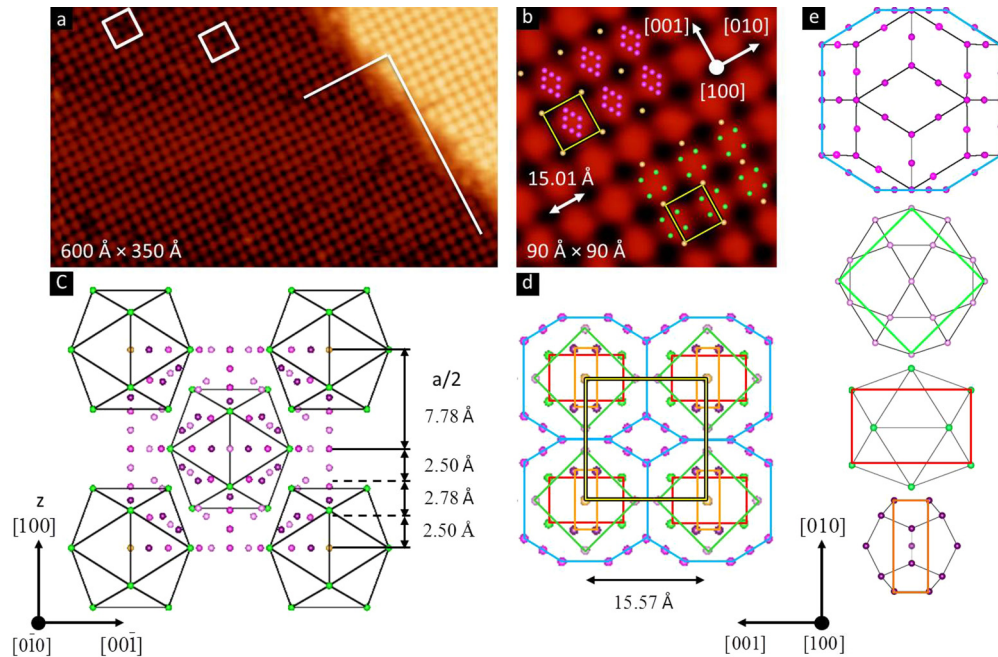 a
600 Å × 350 Å
b
[001]
[010]
[100]
15.01 Å
90 Å × 90 Å
e
C
a/2
7.78 Å
2.50 Å
2.78 Å
2.50 Å
z
[100]
[01̄0]
[001̄]
d
15.57 Å
[010]
[001]
[100]